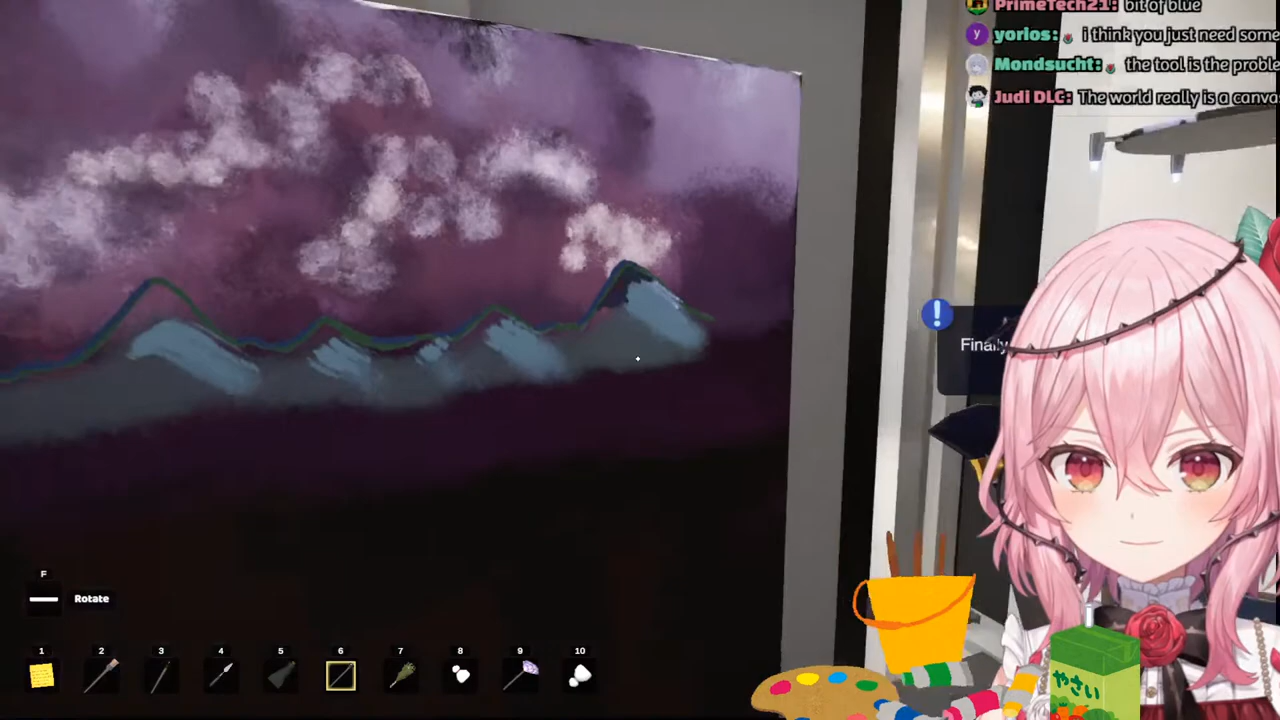 PrimeTech21: bit of blue
yorlos: i think you just need some
Mondsucht: the tool is the proble
Judi DLC: The world really is a canva
!
Finally
F
Rotate
1 2 3 4 5 6 7 8 9 10
やさい